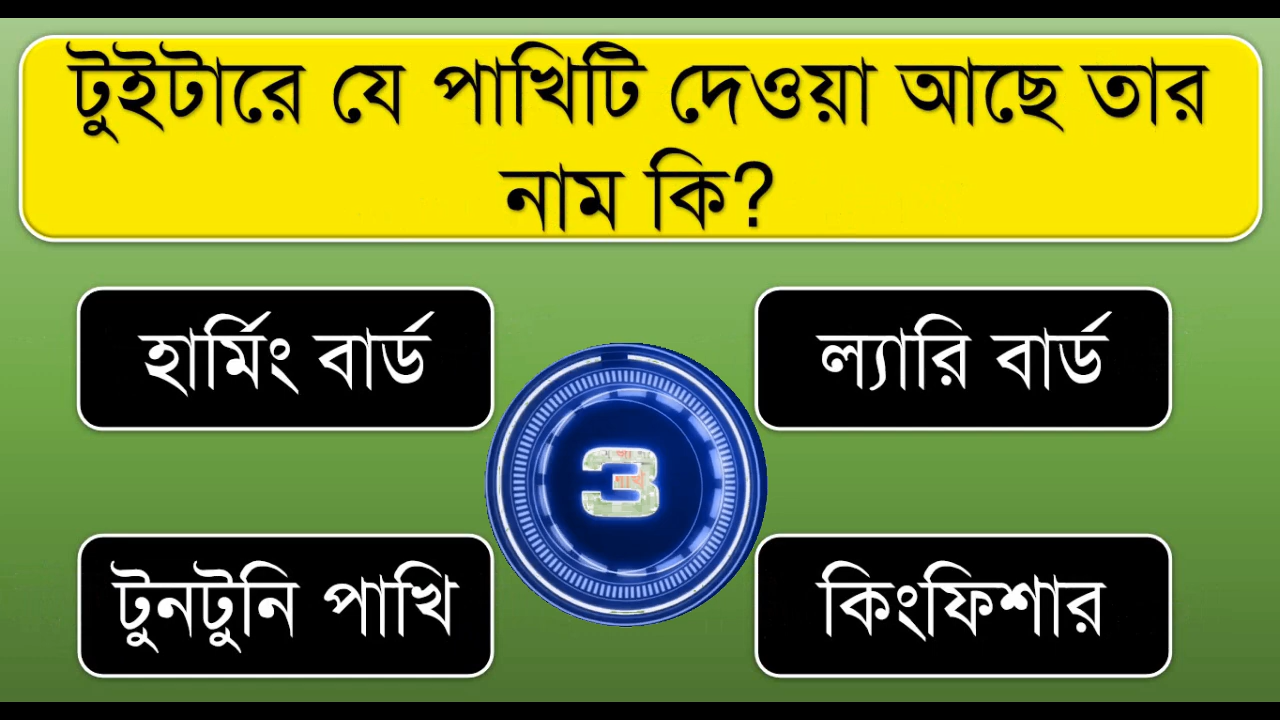 টুইটারে যে পাখিটি দেওয়া আছে তার
নাম কি?
হার্মিং বার্ড
ল্যারি বার্ড
3
টুনটুনি পাখি
কিংফিশার